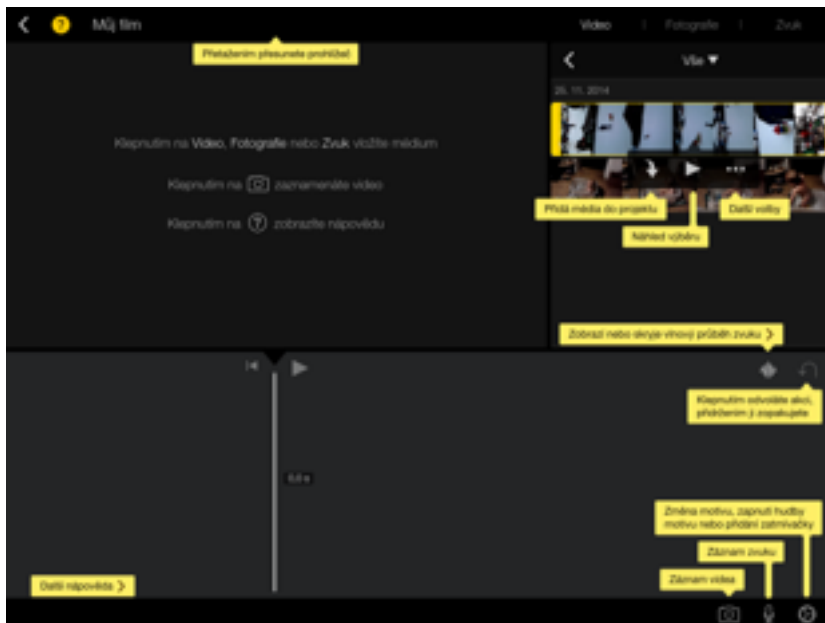 Můj film
Video
Fotografie
Zvuk
Přetažením přesunete prohlížeč
Vše
25. 11. 2014
Klepnutím na Video, Fotografie nebo Zvuk vložíte médium
Klepnutím na zaznamenáte video
Klepnutím na ? zobrazíte nápovědu
Přidá média do projektu
Další volby
Náhled výběru
Zobrazí nebo skryje vlnový průběh zvuku
Klepnutím odvoláte akci,
přidržením ji zopakujete
0,0 s
Změna motivu, zapnutí hudby
motivu nebo přidání zatmívačky
Záznam zvuku
Další nápověda
Záznam videa